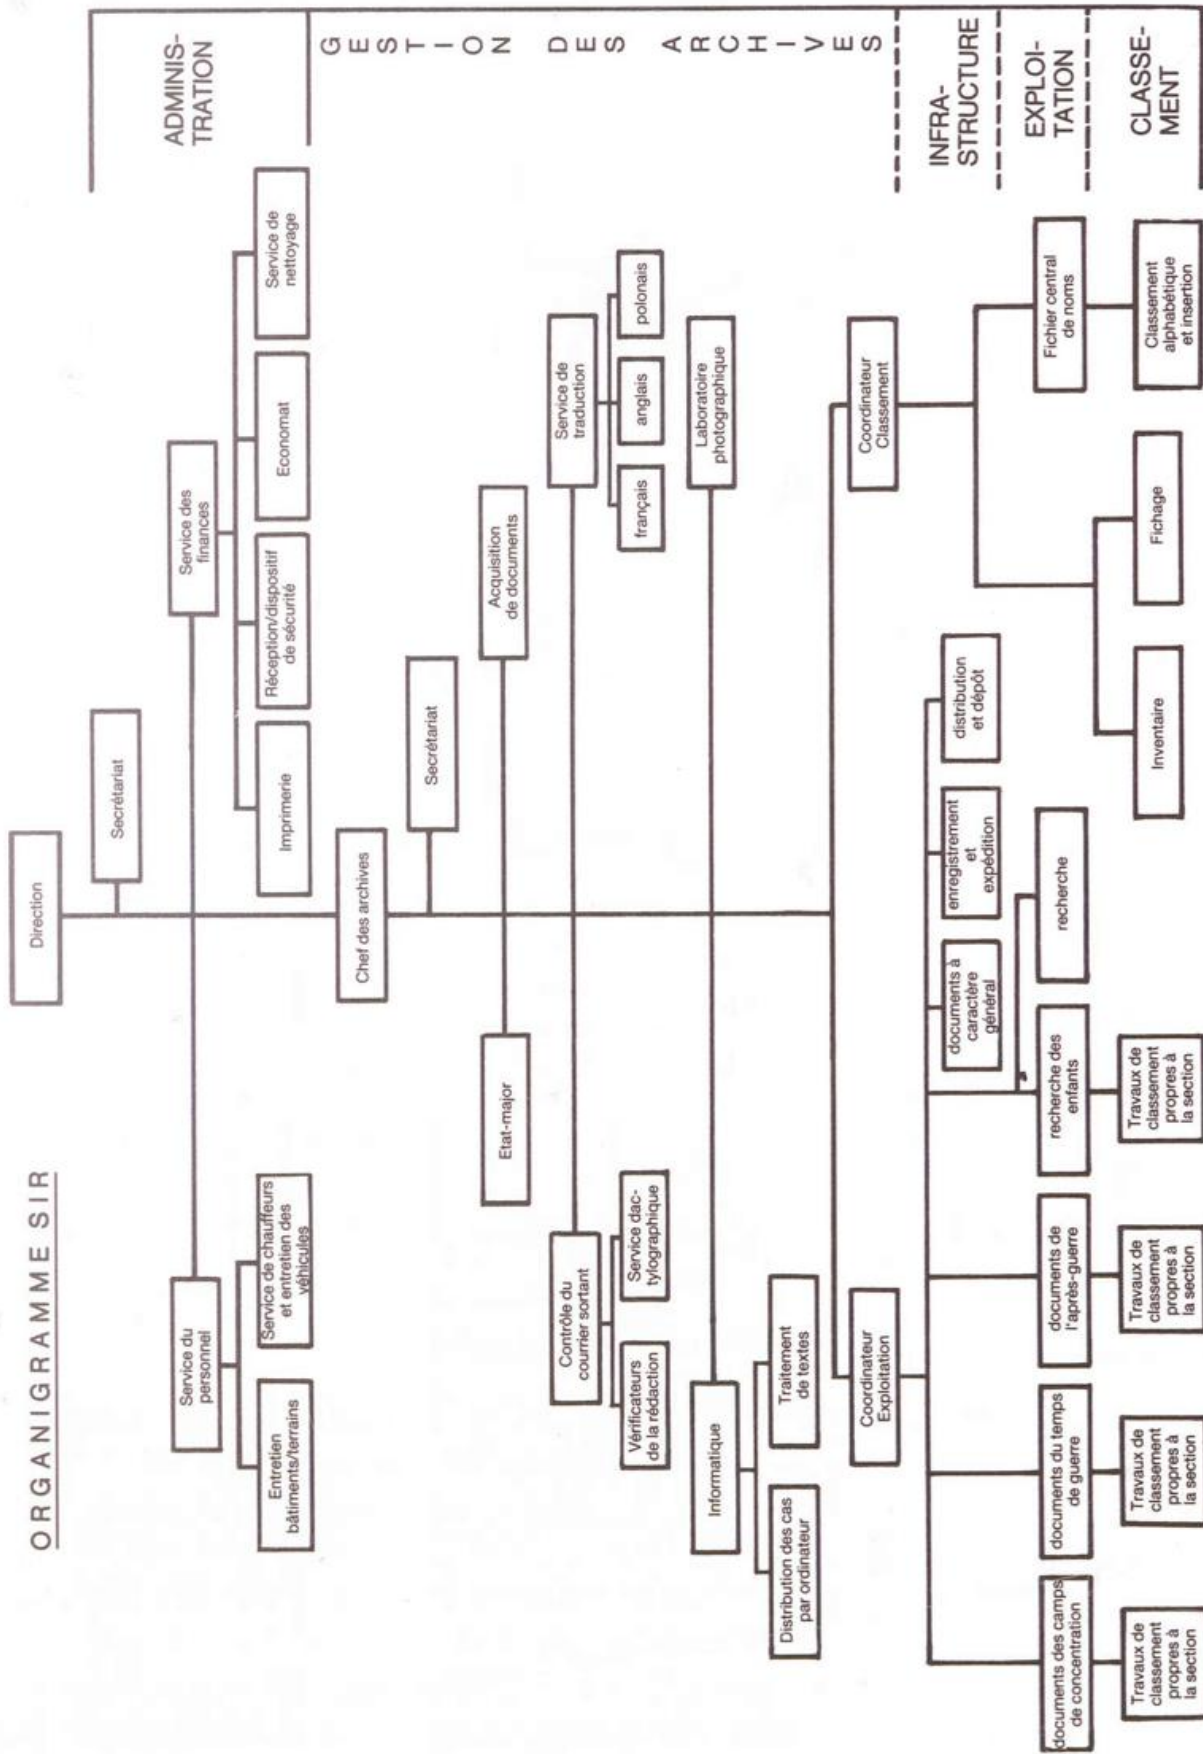 ORGANIGRAMME SIR
Direction
Secrétariat
ADMINIS-
TRATION
Service du
personnel
Service des
finances
Entretien
bâtiments/terrains
Service de chauffeurs
et entretien des
véhicules
Imprimerie
Réception/dispositif
de sécurité
Economat
Service de
nettoyage
GESTION DES ARCHIVES
Chef des archives
Secrétariat
Etat-major
Acquisition
de documents
Contrôle du
courrier sortant
Service de
traduction
Vérificateurs
de la rédaction
Service dac-
tylographique
français
anglais
polonais
Informatique
Laboratoire
photographique
Distribution des cas
par ordinateur
Traitement
de textes
Coordinateur
Exploitation
Coordinateur
Classement
INFRA-
STRUCTURE
documents à
caractère
général
enregistrement
et
expédition
distribution
et dépôt
EXPLOI-
TATION
documents des camps
de concentration
documents du temps
de guerre
documents de
l'après-guerre
recherche des
enfants
recherche
Fichier central
de noms
CLASSE-
MENT
Travaux de
classement
propres à
la section
Travaux de
classement
propres à
la section
Travaux de
classement
propres à
la section
Travaux de
classement
propres à
la section
Inventaire
Fichage
Classement
alphabétique
et insertion